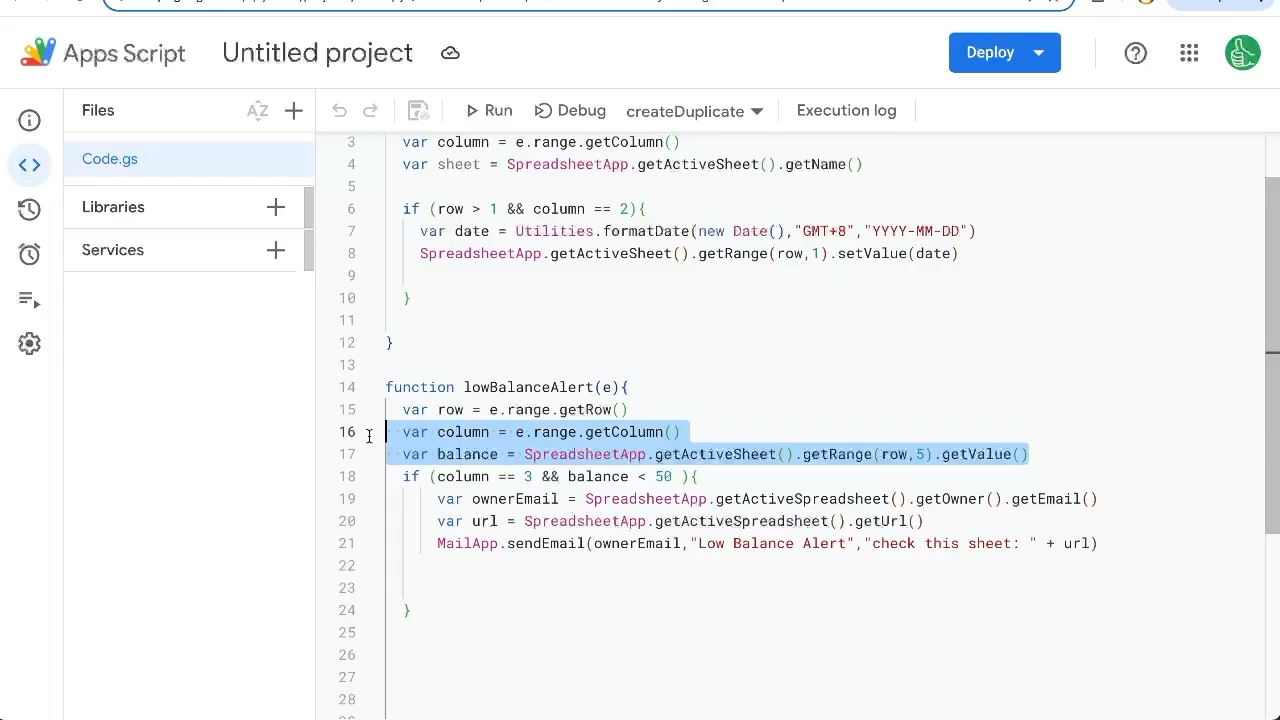 Apps Script
Untitled project
Deploy
Files
AZ
Run
Debug
createDuplicate
Execution log
Code.gs
Libraries
Services
3 var column = e.range.getColumn()
4 var sheet = SpreadsheetApp.getActiveSheet().getName()
5
6 if (row > 1 && column == 2){
7 var date = Utilities.formatDate(new Date(),"GMT+8","YYYY-MM-DD")
8 SpreadsheetApp.getActiveSheet().getRange(row,1).setValue(date)
9
10 }
11
12 }
13
14 function lowBalanceAlert(e){
15 var row = e.range.getRow()
16 var column = e.range.getColumn()
17 var balance = SpreadsheetApp.getActiveSheet().getRange(row,5).getValue()
18 if (column == 3 && balance < 50 ){
19 var ownerEmail = SpreadsheetApp.getActiveSpreadsheet().getOwner().getEmail()
20 var url = SpreadsheetApp.getActiveSpreadsheet().getUrl()
21 MailApp.sendEmail(ownerEmail,"Low Balance Alert","check this sheet: " + url)
22
23
24 }
25
26
27
28